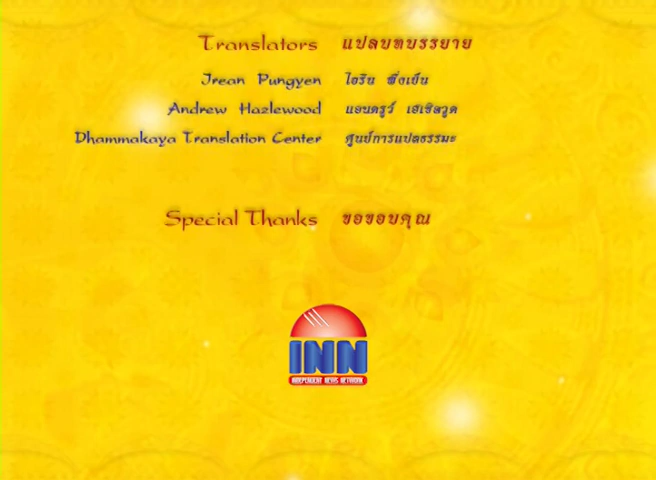 Translators แปลบทบรรยาย
Irean Pungyen ไอริน พึ่งเย็น
Andrew Hazlewood แอนดรูว์ เฮเซิลวูด
Dhammakaya Translation Center ศูนย์การแปลธรรมะ
Special Thanks ขอขอบคุณ
INN
INDEPENDENT NEWS NETWORK